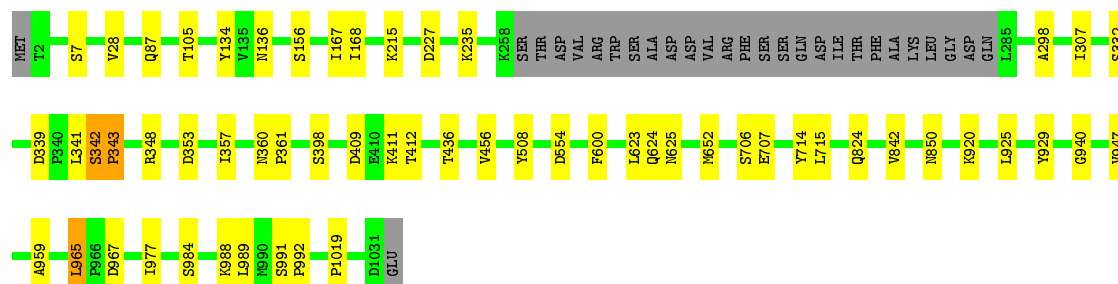 MET T2 S7 V28 Q87 T105 Y134 V135 N136 S156 I167 I168 K215 D227 K235 K258 SER THR ASP VAL ARG TRP SER ALA ASP ASP VAL ARG PHE SER SER GLN ASP ILE THR PHE ALA LYS LEU GLY ASP GLN L285 A298 I307
D339 P340 L341 S342 P343 R348 D353 I357 N360 P361 S398 D409 E410 K411 T412 T436 V456 Y508 D554 F600 L623 Q624 N625 M652 S706 E707 Y714 L715 Q824 V842 N850 K920 L925 Y929 G940
A959 L965 P966 D967 I977 S984 K988 L989 M990 S991 P992 P1019 D1031 GLU